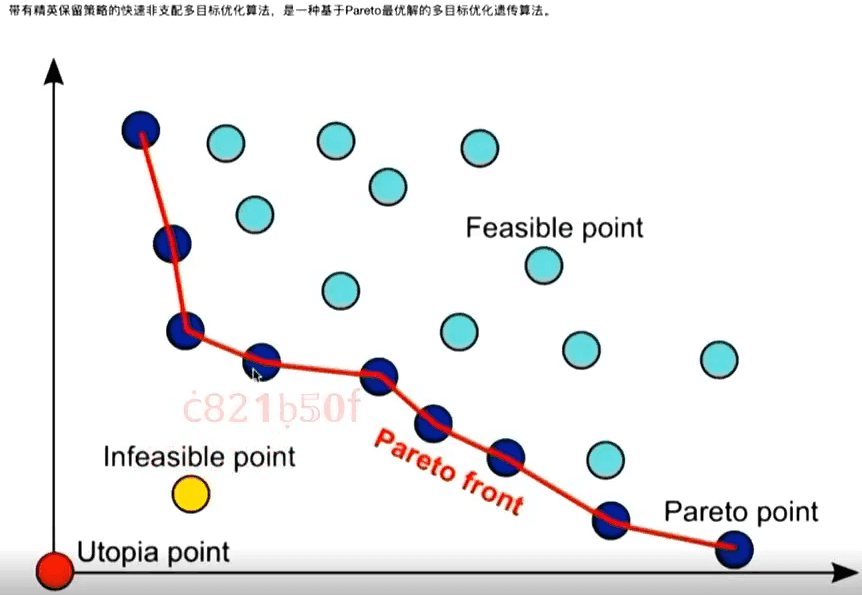 带有精英保留策略的快速非支配多目标优化算法，是一种基于Pareto最优解的多目标优化遗传算法。
Feasible point
ċ821ḅ50f
Infeasible point
Pareto front
Pareto point
Utopia point